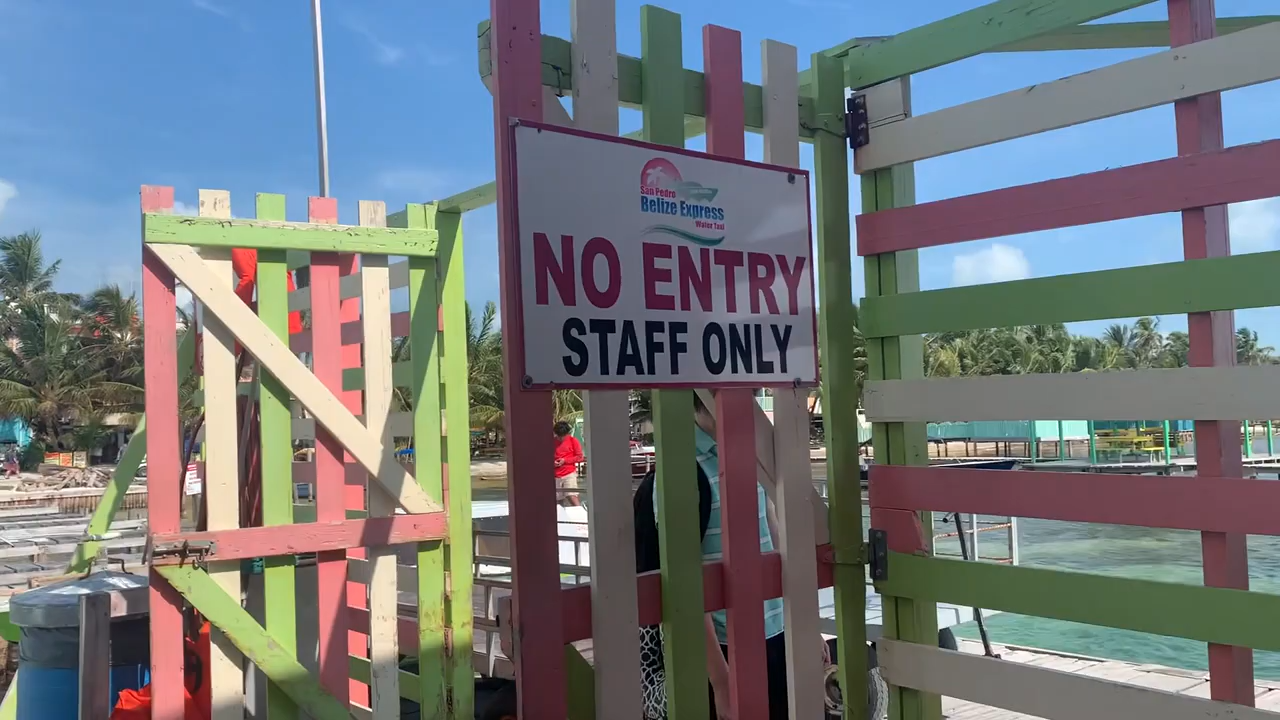 San Pedro
Belize Express
Water Taxi
NO ENTRY
STAFF ONLY